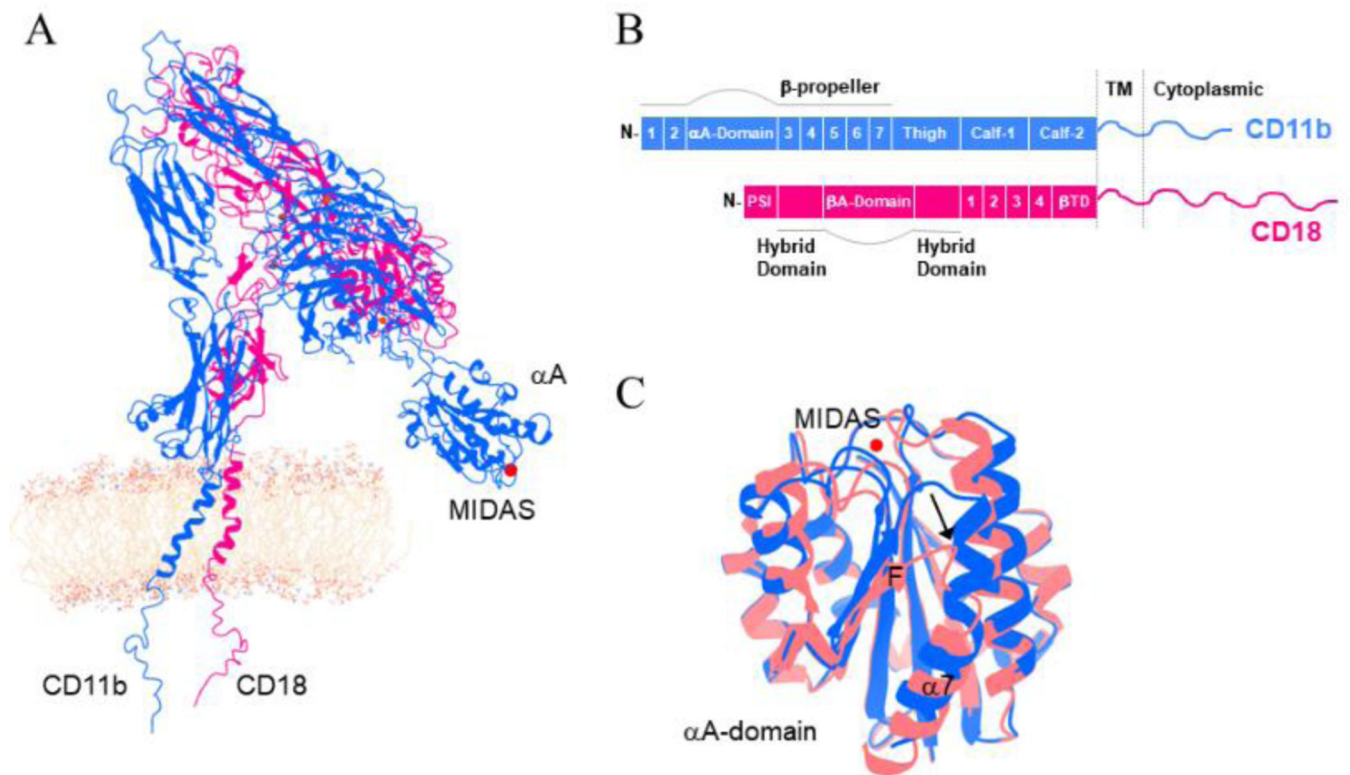 A
αA
MIDAS
CD11b
CD18
B
β-propeller
TM
Cytoplasmic
N- 1 2 αA-Domain 3 4 5 6 7 Thigh Calf-1 Calf-2
CD11b
N- PSI βA-Domain 1 2 3 4 βTD
CD18
Hybrid
Domain
Hybrid
Domain
C
MIDAS
F
α7
αA-domain